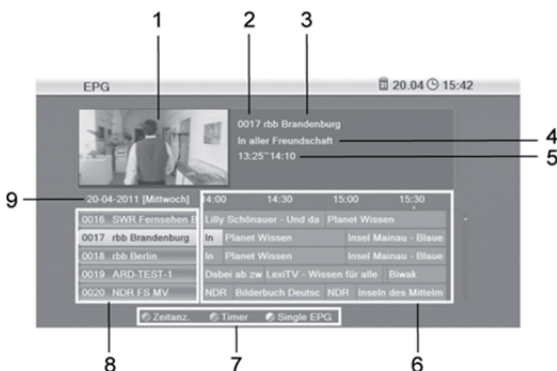 1 2 3
EPG 20.04 15:42
0017 rbb Brandenburg
In aller Freundschaft 4
13:25~14:10 5
9 20-04-2011 [Mittwoch] 14:00 14:30 15:00 15:30
0016 SWR Fernsehen B Lilly Schönauer - Und da Planet Wissen
0017 rbb Brandenburg In Planet Wissen Insel Mainau - Blaue
0018 rbb Berlin In Planet Wissen Insel Mainau - Blaue
0019 ARD-TEST-1 Dabei ab zw LexiTV - Wissen für alle Biwak
0020 NDR FS MV NDR Bilderbuch Deutsc NDR Inseln des Mittelm
Zeitanz. Timer Single EPG
8 7 6